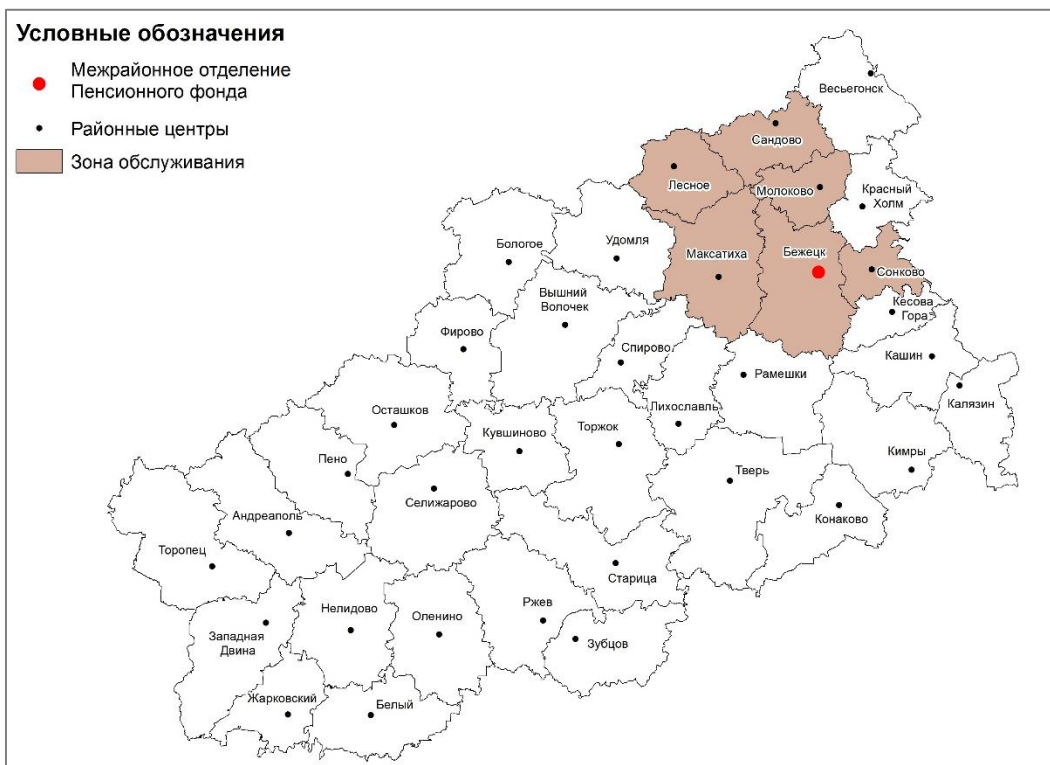 Условные обозначения
Межрайонное отделение
Пенсионного фонда
Районные центры
Зона обслуживания
Весьегонск
Сандово
Лесное
Молоково
Красный
Холм
Бологое
Удомля
Максатиха
Бежецк
Сонково
Вышний
Волочек
Кесова
Гора
Фирово
Спирово
Кашин
Рамешки
Калязин
Осташков
Лихославль
Кувшиново
Торжок
Кимры
Пено
Тверь
Селижарово
Андреаполь
Конаково
Торопец
Старица
Нелидово
Оленино
Ржев
Западная
Двина
Зубцов
Жарковский
Белый